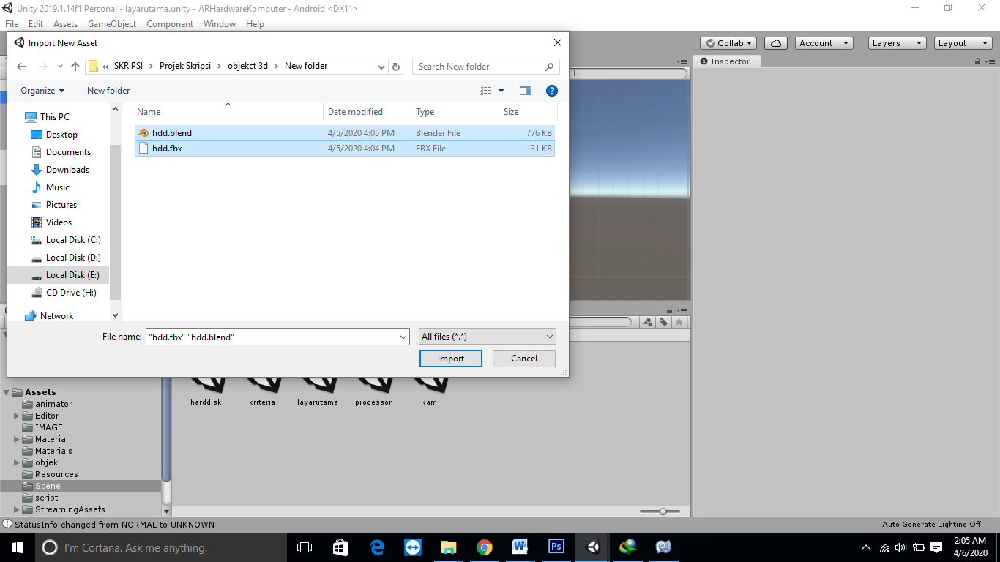 Unity 2019.1.14f1 Personal - layarutama.unity - ARHardwareKomputer - Android <DX11>
File Edit Assets GameObject Component Window Help
Import New Asset
Collab Account Layers Layout
« SKRIPSI Projek Skripsi objekct 3d New folder
Search New folder
Inspector
All
Organize New folder
Name Date modified Type Size
This PC
Desktop
Documents
Downloads
Music
Pictures
Videos
Local Disk (C:)
Local Disk (D:)
Local Disk (E:)
CD Drive (H:)
Network
hdd.blend 4/5/2020 4:05 PM Blender File 776 KB
hdd.fbx 4/5/2020 4:04 PM FBX File 131 KB
File name: "hdd.fbx" "hdd.blend" All files (*.*)
Import Cancel
Assets
animator
Editor
IMAGE
Material
Materials
objek
Resources
Scene
script
StreamingAssets
harddisk kriteria layarutama processor Ram
StatusInfo changed from NORMAL to UNKNOWN
Auto Generate Lighting Off
I'm Cortana. Ask me anything.
2:05 AM
4/6/2020